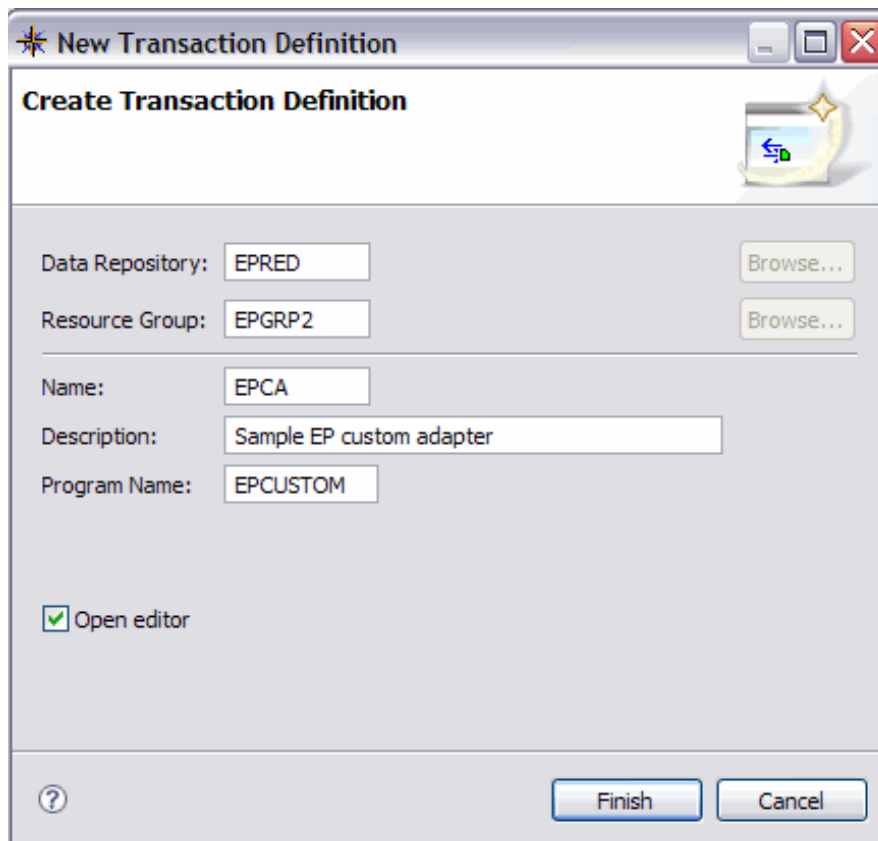 New Transaction Definition
Create Transaction Definition
Data Repository: EPRED Browse...
Resource Group: EPGRP2 Browse...
Name: EPCA
Description: Sample EP custom adapter
Program Name: EPCUSTOM
Open editor
? Finish Cancel